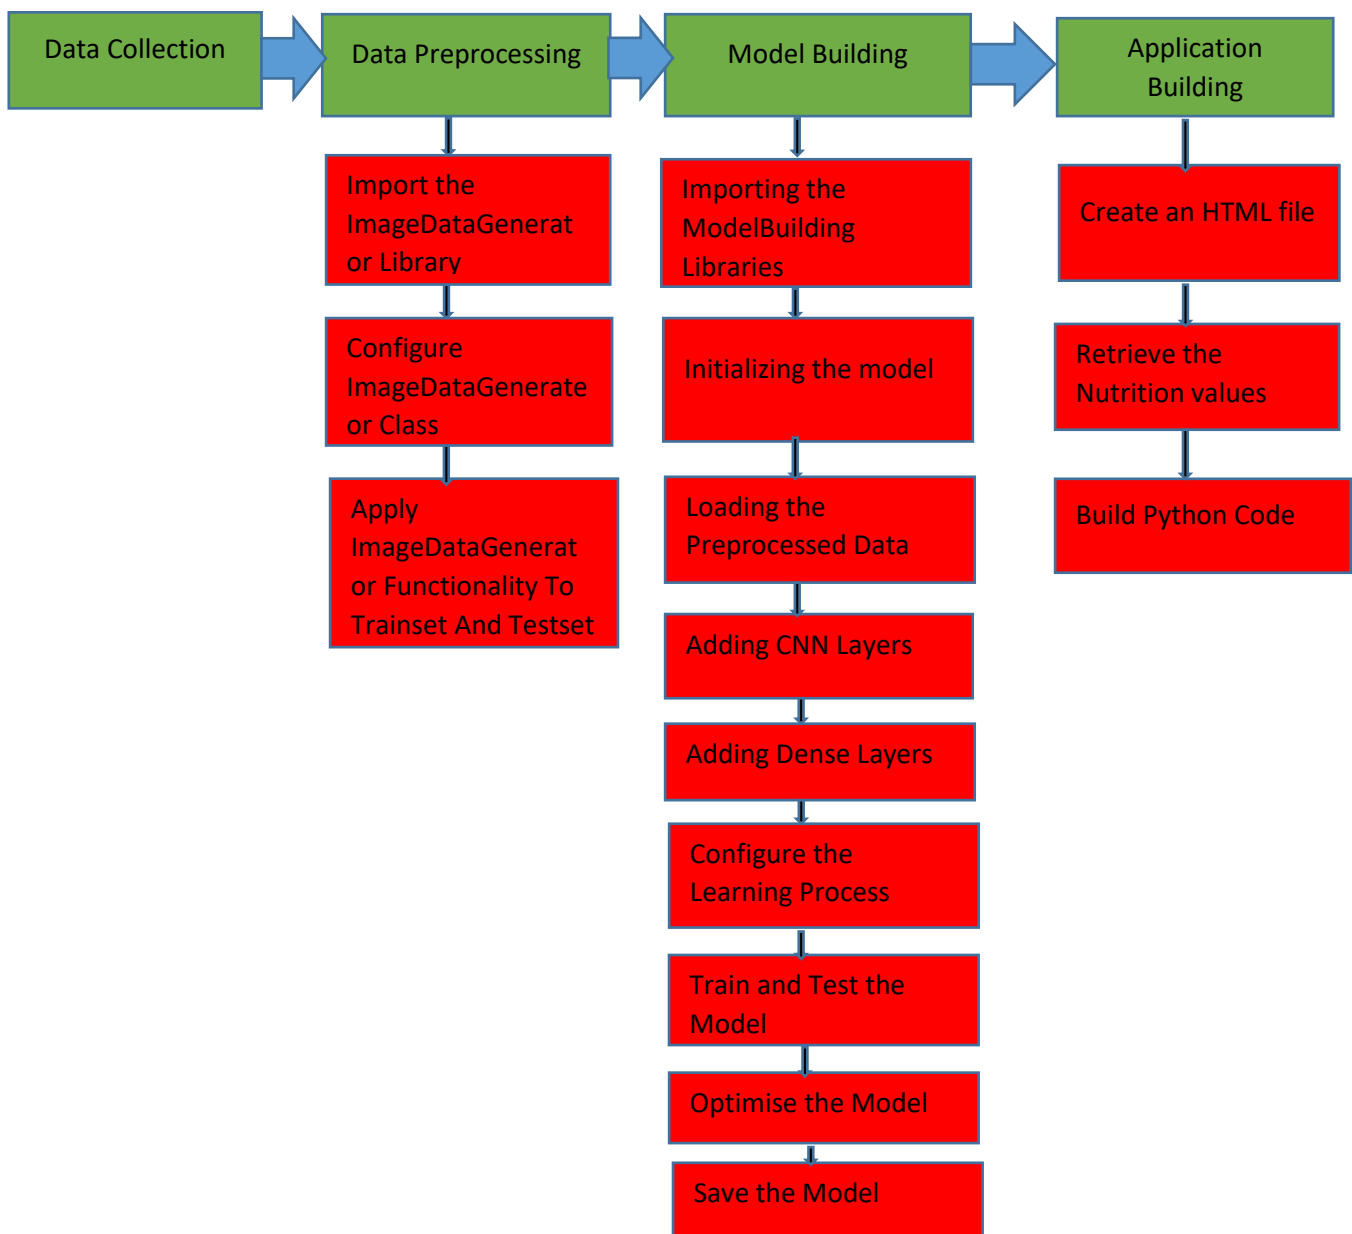 Data Collection
Data Preprocessing
Model Building
Application
Building
Import the
ImageDataGenerat
or Library
Configure
ImageDataGenerate
or Class
Apply
ImageDataGenerat
or Functionality To
Trainset And Testset
Importing the
ModelBuilding
Libraries
Initializing the model
Loading the
Preprocessed Data
Adding CNN Layers
Adding Dense Layers
Configure the
Learning Process
Train and Test the
Model
Optimise the Model
Save the Model
Create an HTML file
Retrieve the
Nutrition values
Build Python Code